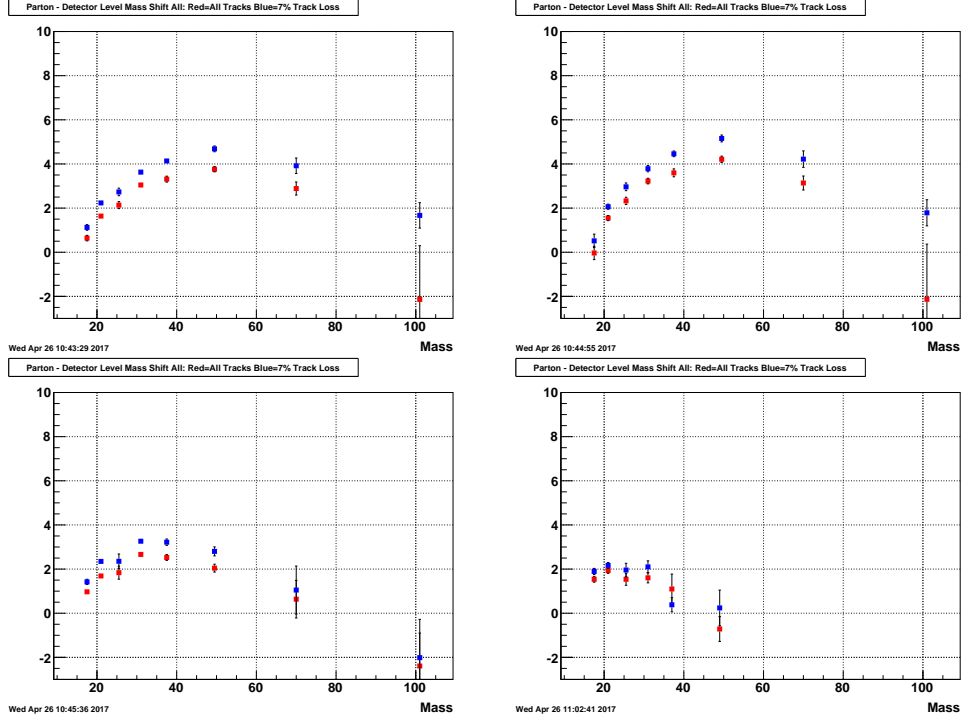 Parton - Detector Level Mass Shift All: Red=All Tracks Blue=7% Track Loss
10
8
6
4
2
0
-2
20 40 60 80 100
Mass
Wed Apr 26 10:43:29 2017
Parton - Detector Level Mass Shift All: Red=All Tracks Blue=7% Track Loss
10
8
6
4
2
0
-2
20 40 60 80 100
Mass
Wed Apr 26 10:44:55 2017
Parton - Detector Level Mass Shift All: Red=All Tracks Blue=7% Track Loss
10
8
6
4
2
0
-2
20 40 60 80 100
Mass
Wed Apr 26 10:45:36 2017
Parton - Detector Level Mass Shift All: Red=All Tracks Blue=7% Track Loss
10
8
6
4
2
0
-2
20 40 60 80 100
Mass
Wed Apr 26 11:02:41 2017